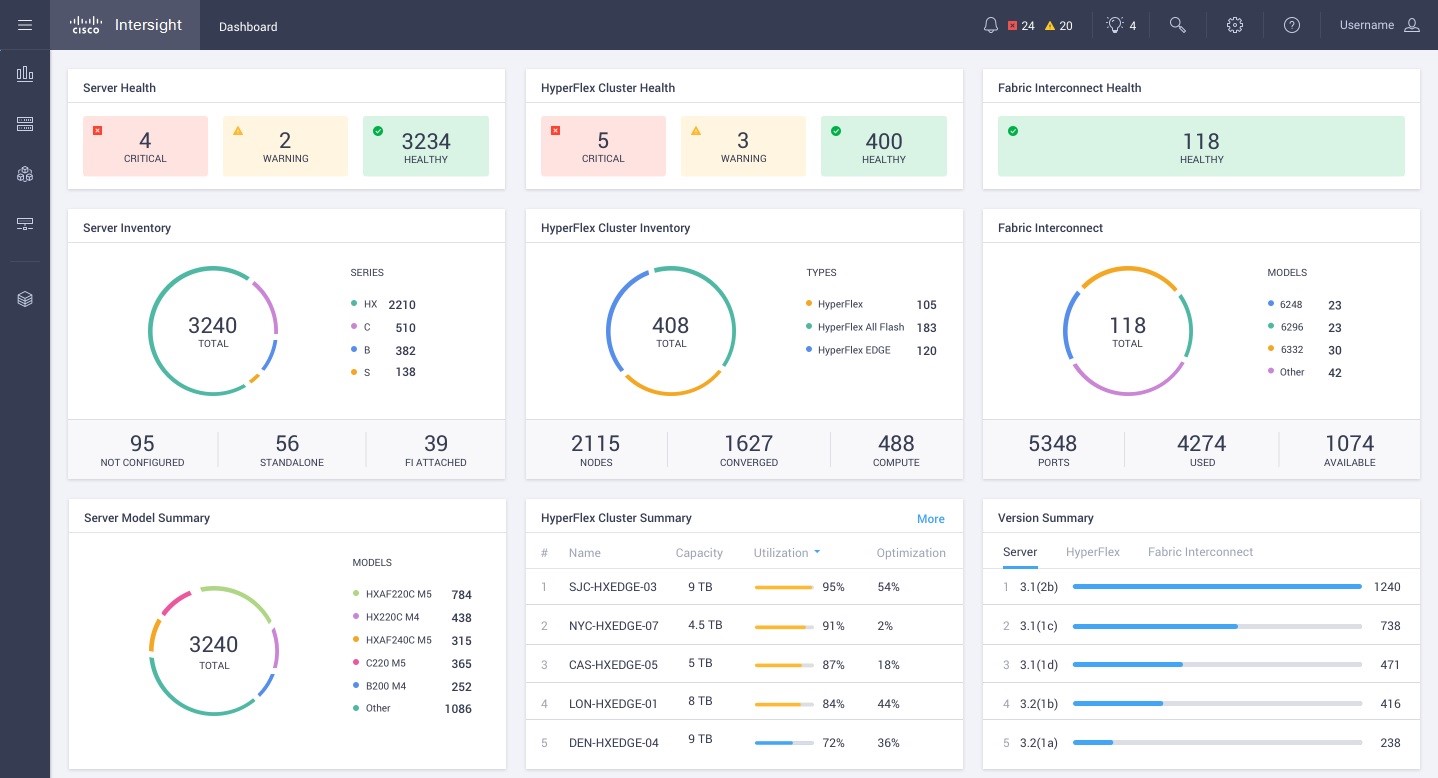 cisco Intersight Dashboard 24 20 4 Username
Server Health
4 2 3234
CRITICAL WARNING HEALTHY
HyperFlex Cluster Health
5 3 400
CRITICAL WARNING HEALTHY
Fabric Interconnect Health
118
HEALTHY
Server Inventory
3240
TOTAL
SERIES
HX 2210
C 510
B 382
S 138
95 56 39
NOT CONFIGURED STANDALONE FI ATTACHED
HyperFlex Cluster Inventory
408
TOTAL
TYPES
HyperFlex 105
HyperFlex All Flash 183
HyperFlex EDGE 120
2115 1627 488
NODES CONVERGED COMPUTE
Fabric Interconnect
118
TOTAL
MODELS
6248 23
6296 23
6332 30
Other 42
5348 4274 1074
PORTS USED AVAILABLE
Server Model Summary
3240
TOTAL
MODELS
HXAF220C M5 784
HX220C M4 438
HXAF240C M5 315
C220 M5 365
B200 M4 252
Other 1086
HyperFlex Cluster Summary More
# Name Capacity Utilization Optimization
1 SJC-HXEDGE-03 9 TB 95% 54%
2 NYC-HXEDGE-07 4.5 TB 91% 2%
3 CAS-HXEDGE-05 5 TB 87% 18%
4 LON-HXEDGE-01 8 TB 84% 44%
5 DEN-HXEDGE-04 9 TB 72% 36%
Version Summary
Server HyperFlex Fabric Interconnect
1 3.1(2b) 1240
2 3.1(1c) 738
3 3.1(1d) 471
4 3.2(1b) 416
5 3.2(1a) 238